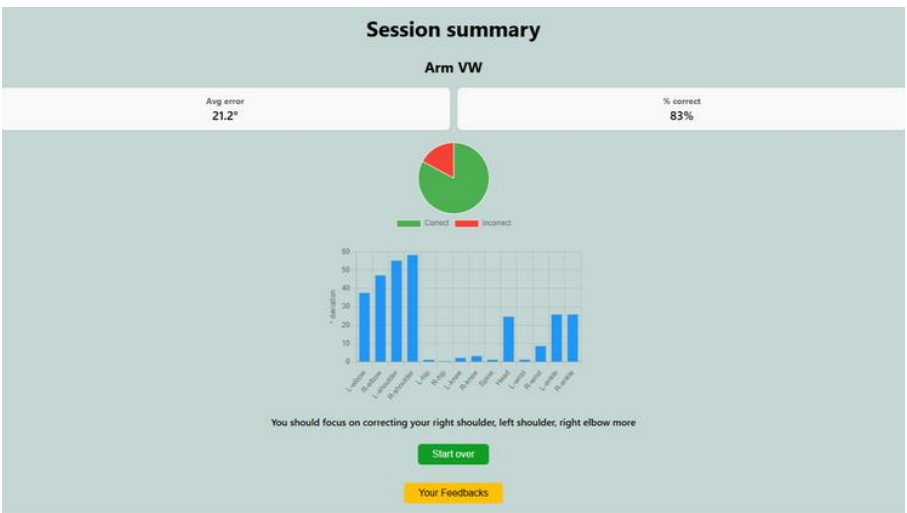 Session summary
Arm VW
Avg error
21.2°
% correct
83%
Correct Incorrect
60
50
40
30
20
10
0
° deviation
L-elbow
R-elbow
L-shoulder
R-shoulder
L-hip
R-hip
L-knee
R-knee
Spine
Head
L-wrist
R-wrist
L-ankle
R-ankle
You should focus on correcting your right shoulder, left shoulder, right elbow more
Start over
Your Feedbacks